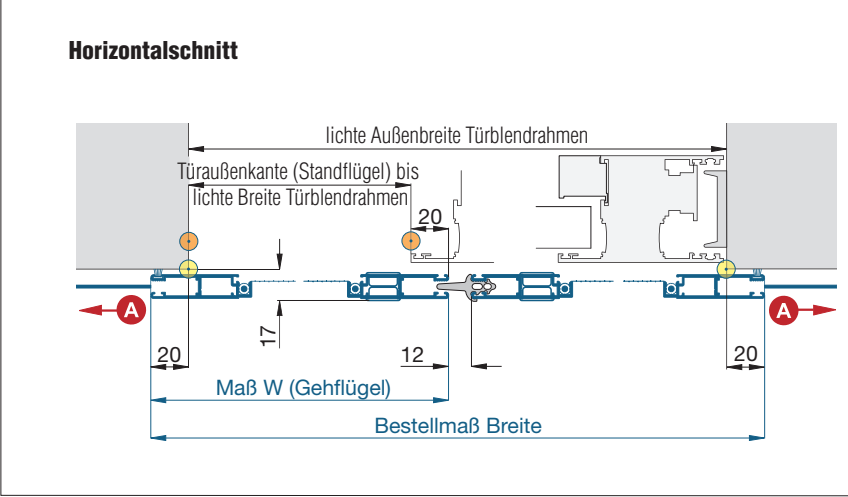 Horizontalschnitt
lichte Außenbreite Türblendrahmen
Türaußenkante (Standflügel) bis
lichte Breite Türblendrahmen
20
A
A
17
20
12
20
Maß W (Gehflügel)
Bestellmaß Breite